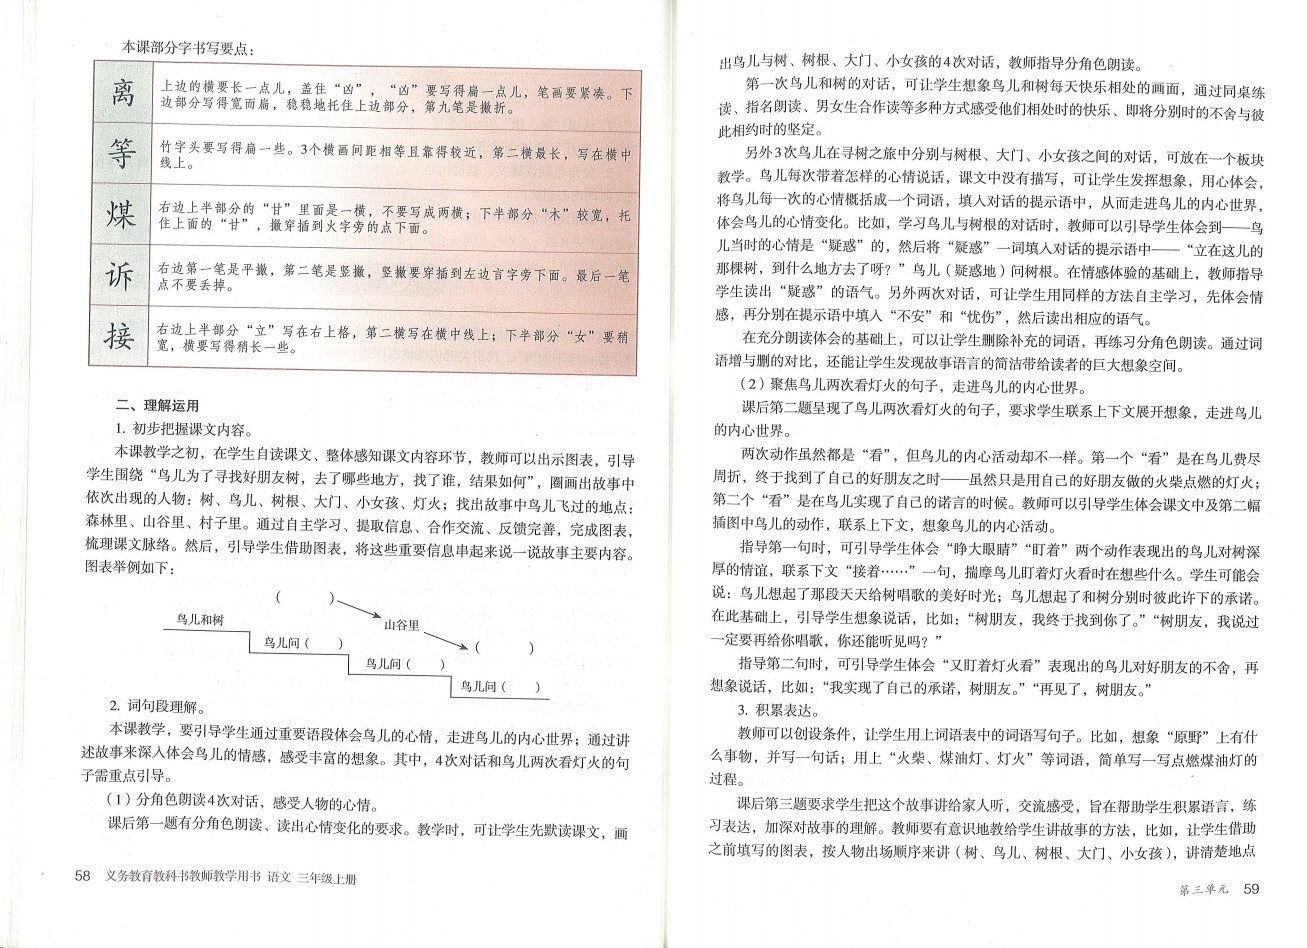 本课部分字书写要点：
离
上边的横要长一点儿，盖住“凶”，“凶”要写得扁一点儿，笔画要紧凑。下
边部分写得宽而扁，稳稳地托住上边部分，第九笔是撇折。
等
竹字头要写得扁一些。3个横画间距相等且靠得较近，第二横最长，写在横中
线上。
煤
右边上半部分的“甘”里面是一横，不要写成两横；下半部分“木”较宽，托
住上面的“甘”，撇穿插到火字旁的点下面。
诉
右边第一笔是平撇，第二笔是竖撇，竖撇要穿插到左边言字旁下面。最后一笔
点不要丢掉。
接
右边上半部分“立”写在右上格，第二横写在横中线上；下半部分“女”要稍
宽，横要写得稍长一些。
二、理解运用
1. 初步把握课文内容。
本课教学之初，在学生自读课文、整体感知课文内容环节，教师可以出示图表，引导
学生围绕“鸟儿为了寻找好朋友树，去了哪些地方，找了谁，结果如何”，圈画出故事中
依次出现的人物：树、鸟儿、树根、大门、小女孩、灯火；找出故事中鸟儿飞过的地点：
森林里、山谷里、村子里。通过自主学习、提取信息、合作交流、反馈完善，完成图表，
梳理课文脉络。然后，引导学生借助图表，将这些重要信息串起来说一说故事主要内容。
图表举例如下：
（　　）
鸟儿和树
山谷里
鸟儿问（　　）
（　　）
鸟儿问（　　）
鸟儿问（　　）
2. 词句段理解。
本课教学，要引导学生通过重要语段体会鸟儿的心情，走进鸟儿的内心世界；通过讲
述故事来深入体会鸟儿的情感，感受丰富的想象。其中，4次对话和鸟儿两次看灯火的句
子需重点引导。
（1）分角色朗读4次对话，感受人物的心情。
课后第一题有分角色朗读、读出心情变化的要求。教学时，可让学生先默读课文，画
58 义务教育教科书教师教学用书 语文 三年级上册
出鸟儿与树、树根、大门、小女孩的4次对话，教师指导分角色朗读。
第一次鸟儿和树的对话，可让学生想象鸟儿和树每天快乐相处的画面，通过同桌练
读、指名朗读、男女生合作读等多种方式感受他们相处时的快乐、即将分别时的不舍与彼
此相约时的坚定。
另外3次鸟儿在寻树之旅中分别与树根、大门、小女孩之间的对话，可放在一个板块
教学。鸟儿每次带着怎样的心情说话，课文中没有描写，可让学生发挥想象，用心体会，
将鸟儿每一次的心情概括成一个词语，填入对话的提示语中，从而走进鸟儿的内心世界，
体会鸟儿的心情变化。比如，学习鸟儿与树根的对话时，教师可以引导学生体会到——鸟
儿当时的心情是“疑惑”的，然后将“疑惑”一词填入对话的提示语中——“立在这儿的
那棵树，到什么地方去了呀？”鸟儿（疑惑地）问树根。在情感体验的基础上，教师指导
学生读出“疑惑”的语气。另外两次对话，可让学生用同样的方法自主学习，先体会情
感，再分别在提示语中填入“不安”和“忧伤”，然后读出相应的语气。
在充分朗读体会的基础上，可以让学生删除补充的词语，再练习分角色朗读。通过词
语增与删的对比，还能让学生发现故事语言的简洁带给读者的巨大想象空间。
（2）聚焦鸟儿两次看灯火的句子，走进鸟儿的内心世界。
课后第二题呈现了鸟儿两次看灯火的句子，要求学生联系上下文展开想象，走进鸟儿
的内心世界。
两次动作虽然都是“看”，但鸟儿的内心活动却不一样。第一个“看”是在鸟儿费尽
周折，终于找到了自己的好朋友之时——虽然只是用自己的好朋友做的火柴点燃的灯火；
第二个“看”是在鸟儿实现了自己的诺言的时候。教师可以引导学生体会课文中及第二幅
插图中鸟儿的动作，联系上下文，想象鸟儿的内心活动。
指导第一句时，可引导学生体会“睁大眼睛”“盯着”两个动作表现出的鸟儿对树深
厚的情谊，联系下文“接着……”一句，揣摩鸟儿盯着灯火看时在想些什么。学生可能会
说：鸟儿想起了那段天天给树唱歌的美好时光；鸟儿想起了和树分别时彼此许下的承诺。
在此基础上，引导学生想象说话，比如：“树朋友，我终于找到你了。”“树朋友，我说过
一定要再给你唱歌，你还能听见吗？”
指导第二句时，可引导学生体会“又盯着灯火看”表现出的鸟儿对好朋友的不舍，再
想象说话，比如：“我实现了自己的承诺，树朋友。”“再见了，树朋友。”
3. 积累表达。
教师可以创设条件，让学生用上词语表中的词语写句子。比如，想象“原野”上有什
么事物，并写一句话；用上“火柴、煤油灯、灯火”等词语，简单写一写点燃煤油灯的
过程。
课后第三题要求学生把这个故事讲给家人听，交流感受，旨在帮助学生积累语言，练
习表达，加深对故事的理解。教师要有意识地教给学生讲故事的方法，比如，让学生借助
之前填写的图表，按人物出场顺序来讲（树、鸟儿、树根、大门、小女孩），讲清楚地点
第三单元 59